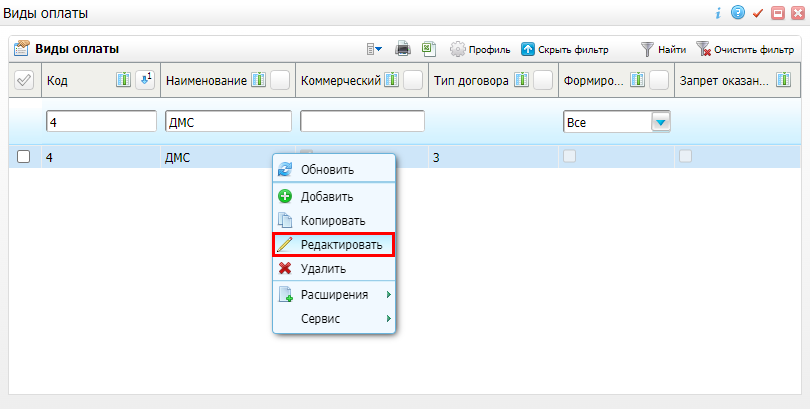 Виды оплаты
Виды оплаты Профиль Скрыть фильтр Найти Очистить фильтр
Код 1 Наименование Коммерческий Тип договора Формиро... Запрет оказан...
4 ДМС Все
4 ДМС 3
Обновить
Добавить
Копировать
Редактировать
Удалить
Расширения
Сервис